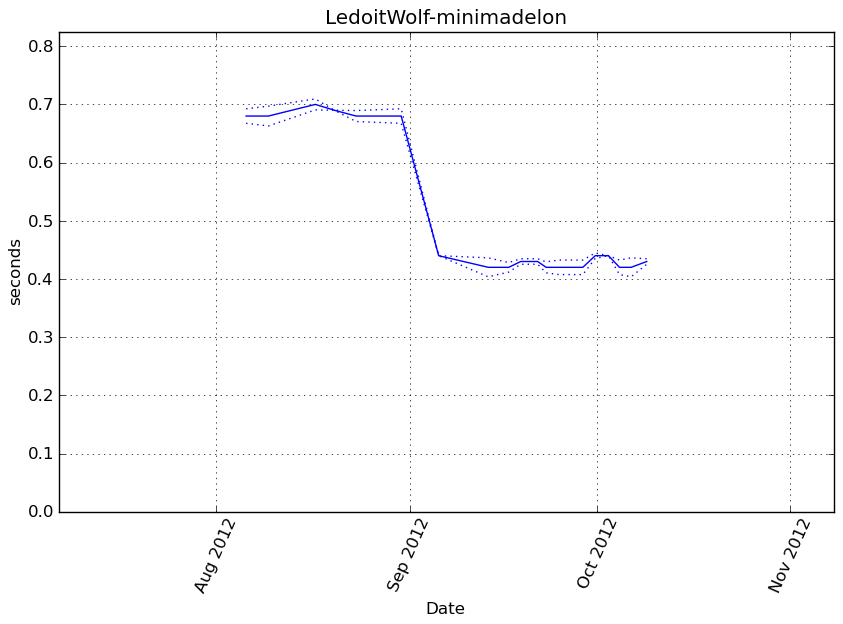 LedoitWolf-minimadelon
0.8
0.7
0.6
0.5
0.4
0.3
0.2
0.1
0.0
seconds
Aug 2012
Sep 2012
Oct 2012
Nov 2012
Date